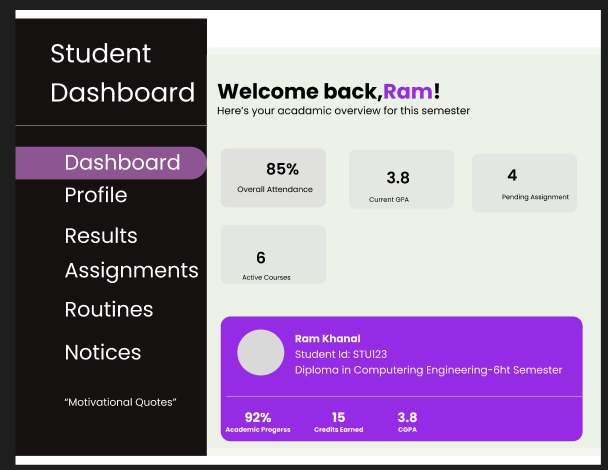 Student
Dashboard
Dashboard
Profile
Results
Assignments
Routines
Notices
“Motivational Quotes”
Welcome back,Ram!
Here’s your acadamic overview for this semester
85%
Overall Attendance
3.8
Current GPA
4
Pending Assignment
6
Active Courses
Ram Khanal
Student Id: STU123
Diploma in Computering Engineering-6ht Semester
92%
Academic Progerss
15
Credits Earned
3.8
CGPA